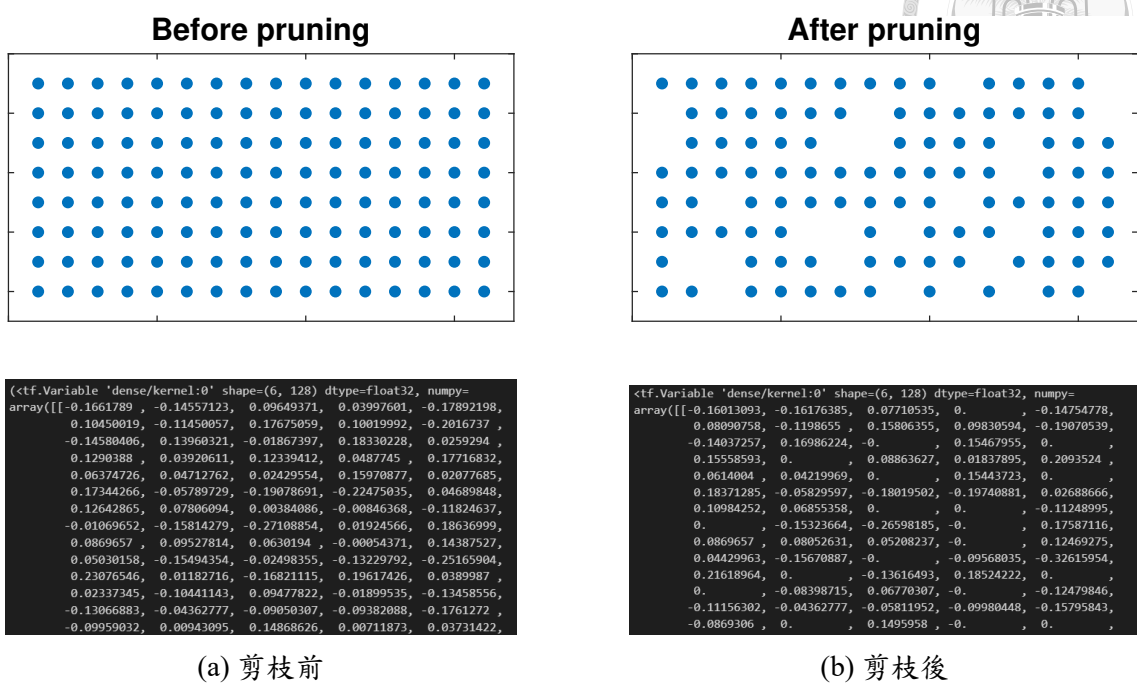 Before pruning
After pruning
(<tf.Variable 'dense/kernel:0' shape=(6, 128) dtype=float32, numpy=
array([[-0.1661789 , -0.14557123,  0.09649371,  0.03997601, -0.17892198,
0.10450019, -0.11450057,  0.17675059,  0.10019992, -0.2016737 ,
-0.14580406,  0.13960321, -0.01867397,  0.18330228,  0.0259294 ,
0.1290388 ,  0.03920611,  0.12339412,  0.0487745 ,  0.17716832,
0.06374726,  0.04712762,  0.02429554,  0.15970877,  0.02077685,
0.17344266, -0.05789729, -0.19078691, -0.22475035,  0.04689848,
0.12642865,  0.07806094,  0.00384086, -0.00846368, -0.11824637,
-0.01069652, -0.15814279, -0.27108854,  0.01924566,  0.18636999,
0.0869657 ,  0.09527814,  0.0630194 , -0.00054371,  0.14387527,
0.05030158, -0.15494354, -0.02498355, -0.13229792, -0.25165904,
0.23076546,  0.01182716, -0.16821115,  0.19617426,  0.0389987 ,
0.02337345, -0.10441143,  0.09477822, -0.01899535, -0.13458556,
-0.13066883, -0.04362777, -0.09050307, -0.09382088, -0.1761272 ,
-0.09959032,  0.00943095,  0.14868626,  0.00711873,  0.03731422,
<tf.Variable 'dense/kernel:0' shape=(6, 128) dtype=float32, numpy=
array([[-0.16013093, -0.16176385,  0.07710535,  0.        , -0.14754778,
0.08090758, -0.1198655 ,  0.15806355,  0.09830594, -0.19070539,
-0.14037257,  0.16986224, -0.        ,  0.15467955,  0.        ,
0.15558593,  0.        ,  0.08863627,  0.01837895,  0.2093524 ,
0.0614004 ,  0.04219969,  0.        ,  0.15443723,  0.        ,
0.18371285, -0.05829597, -0.18019502, -0.19740881,  0.02688666,
0.10984252,  0.06855358,  0.        ,  0.        , -0.11248995,
0.        , -0.15323664, -0.26598185, -0.        ,  0.17587116,
0.0869657 ,  0.08052631,  0.05208237, -0.        ,  0.12469275,
0.04429963, -0.15670887, -0.        , -0.09568035, -0.32615954,
0.21618964,  0.        , -0.13616493,  0.18524222,  0.        ,
0.        , -0.08398715,  0.06770307, -0.        , -0.12479846,
-0.11156302, -0.04362777, -0.05811952, -0.09980448, -0.15795843,
-0.0869306 ,  0.        ,  0.1495958 , -0.        ,  0.        ,
(a) 剪枝前
(b) 剪枝後